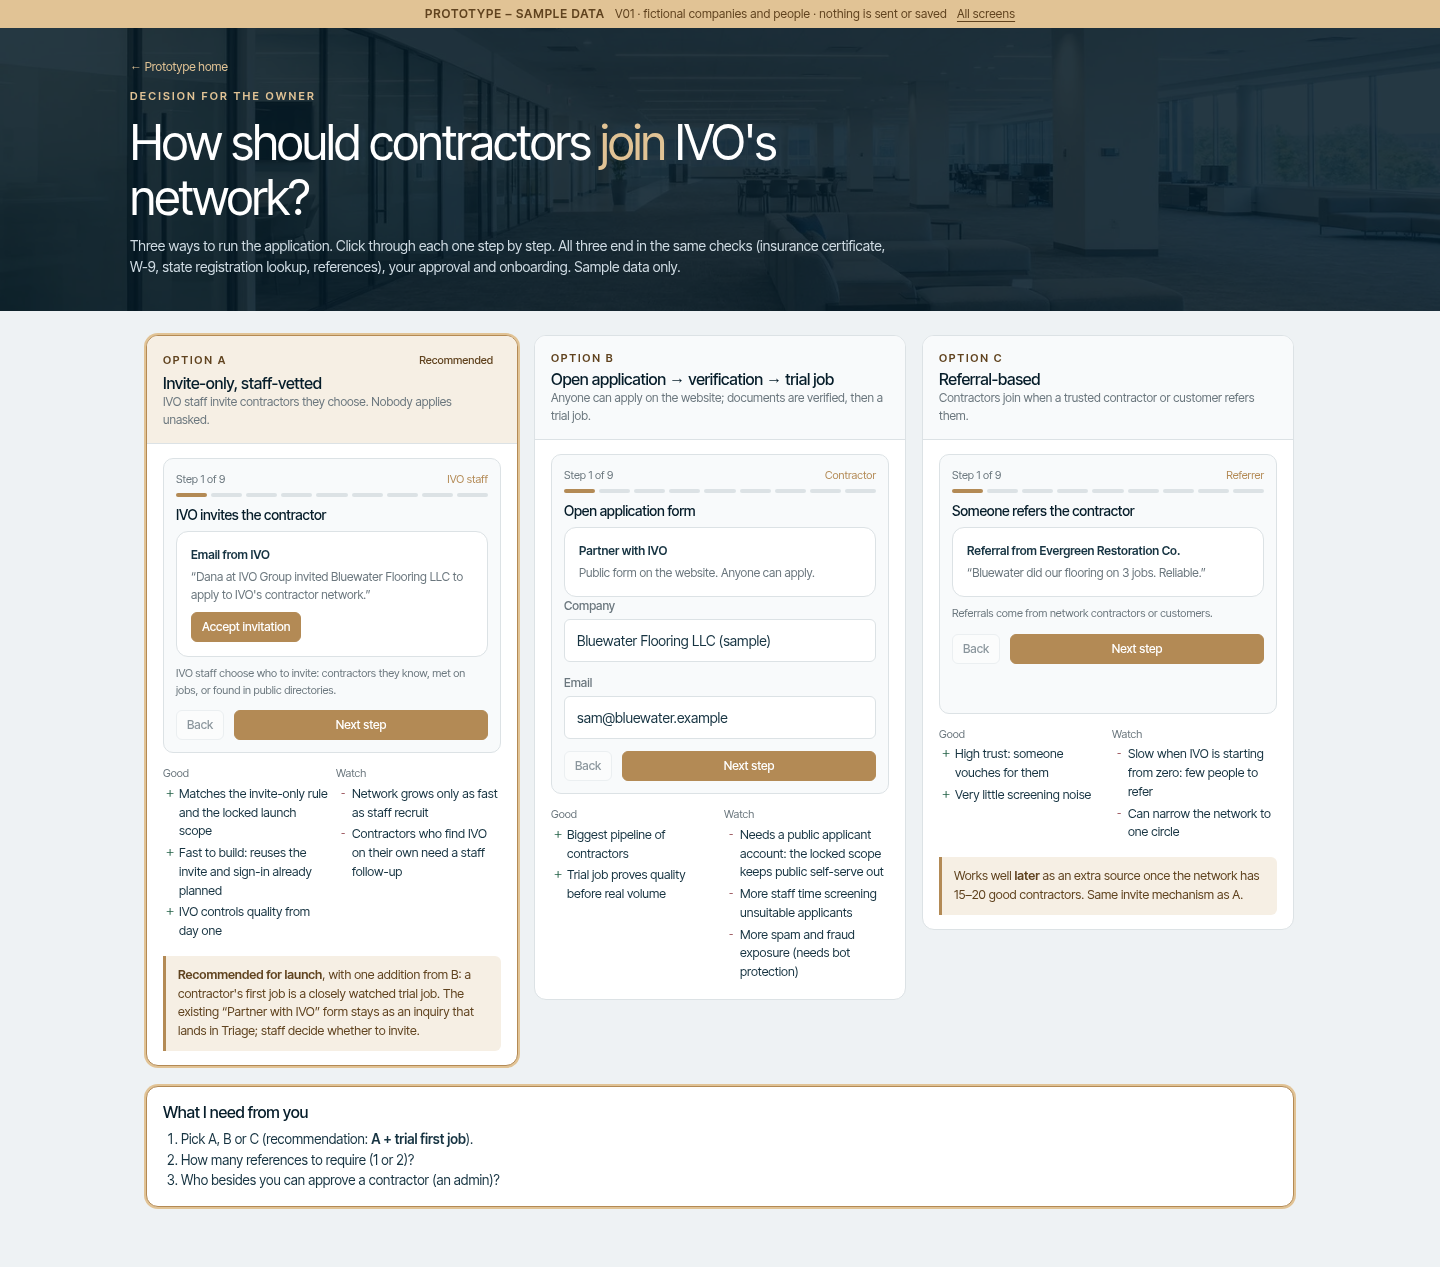 PROTOTYPE – SAMPLE DATA V01 · fictional companies and people · nothing is sent or saved All screens
← Prototype home
DECISION FOR THE OWNER
How should contractors join IVO's
network?
Three ways to run the application. Click through each one step by step. All three end in the same checks (insurance certificate,
W-9, state registration lookup, references), your approval and onboarding. Sample data only.
OPTION A Recommended
Invite-only, staff-vetted
IVO staff invite contractors they choose. Nobody applies
unasked.
Step 1 of 9 IVO staff
IVO invites the contractor
Email from IVO
“Dana at IVO Group invited Bluewater Flooring LLC to
apply to IVO's contractor network.”
Accept invitation
IVO staff choose who to invite: contractors they know, met on
jobs, or found in public directories.
Back Next step
Good
+ Matches the invite-only rule
and the locked launch
scope
+ Fast to build: reuses the
invite and sign-in already
planned
+ IVO controls quality from
day one
Watch
- Network grows only as fast
as staff recruit
- Contractors who find IVO
on their own need a staff
follow-up
Recommended for launch, with one addition from B: a
contractor's first job is a closely watched trial job. The
existing “Partner with IVO” form stays as an inquiry that
lands in Triage; staff decide whether to invite.
OPTION B
Open application → verification → trial job
Anyone can apply on the website; documents are verified, then a
trial job.
Step 1 of 9 Contractor
Open application form
Partner with IVO
Public form on the website. Anyone can apply.
Company
Bluewater Flooring LLC (sample)
Email
sam@bluewater.example
Back Next step
Good
+ Biggest pipeline of
contractors
+ Trial job proves quality
before real volume
Watch
- Needs a public applicant
account: the locked scope
keeps public self-serve out
- More staff time screening
unsuitable applicants
- More spam and fraud
exposure (needs bot
protection)
OPTION C
Referral-based
Contractors join when a trusted contractor or customer refers
them.
Step 1 of 9 Referrer
Someone refers the contractor
Referral from Evergreen Restoration Co.
“Bluewater did our flooring on 3 jobs. Reliable.”
Referrals come from network contractors or customers.
Back Next step
Good
+ High trust: someone
vouches for them
+ Very little screening noise
Watch
- Slow when IVO is starting
from zero: few people to
refer
- Can narrow the network to
one circle
Works well later as an extra source once the network has
15–20 good contractors. Same invite mechanism as A.
What I need from you
1. Pick A, B or C (recommendation: A + trial first job).
2. How many references to require (1 or 2)?
3. Who besides you can approve a contractor (an admin)?